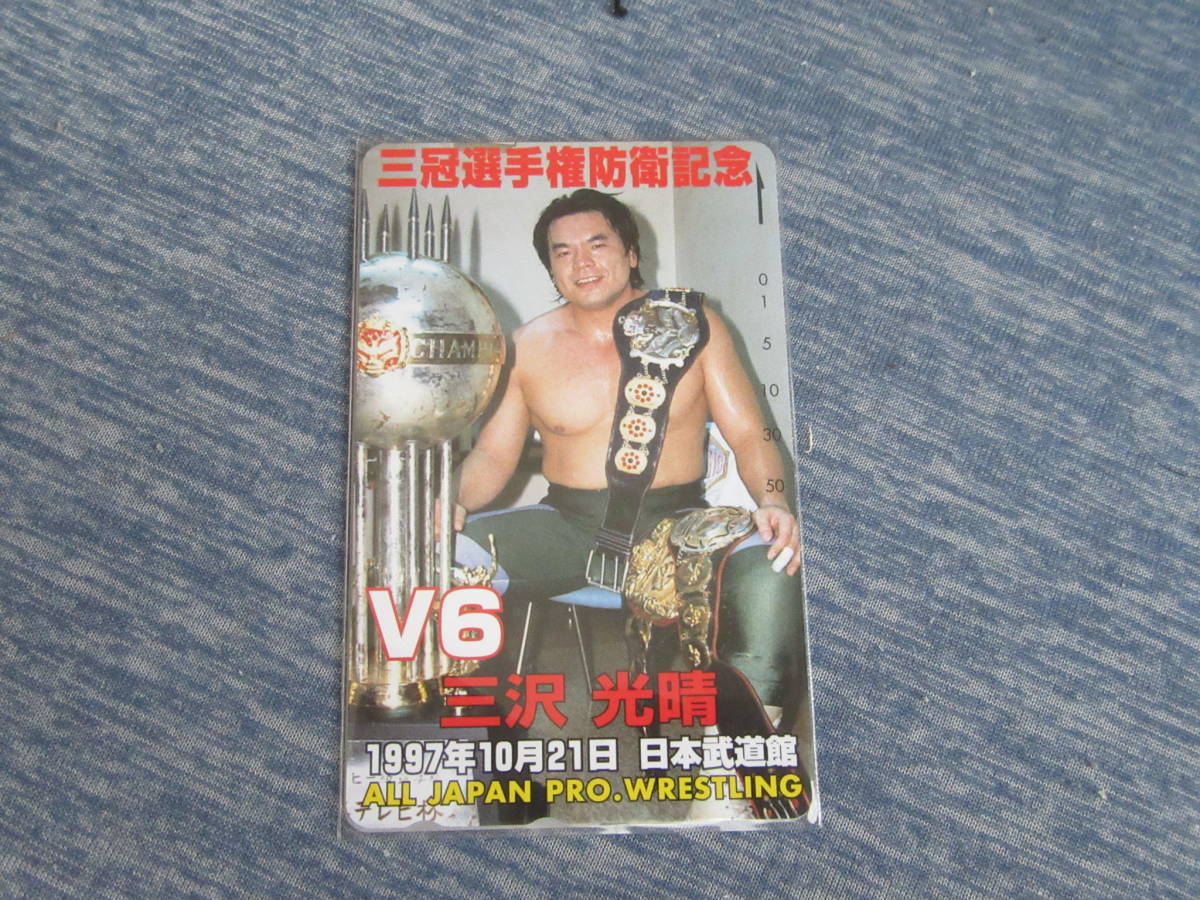 三冠選手権防衛記念
0
1
5
10
30
50
CHAMP
V6
三沢 光晴
1997年10月21日 日本武道館
ALL JAPAN PRO.WRESTLING
テレビ杯